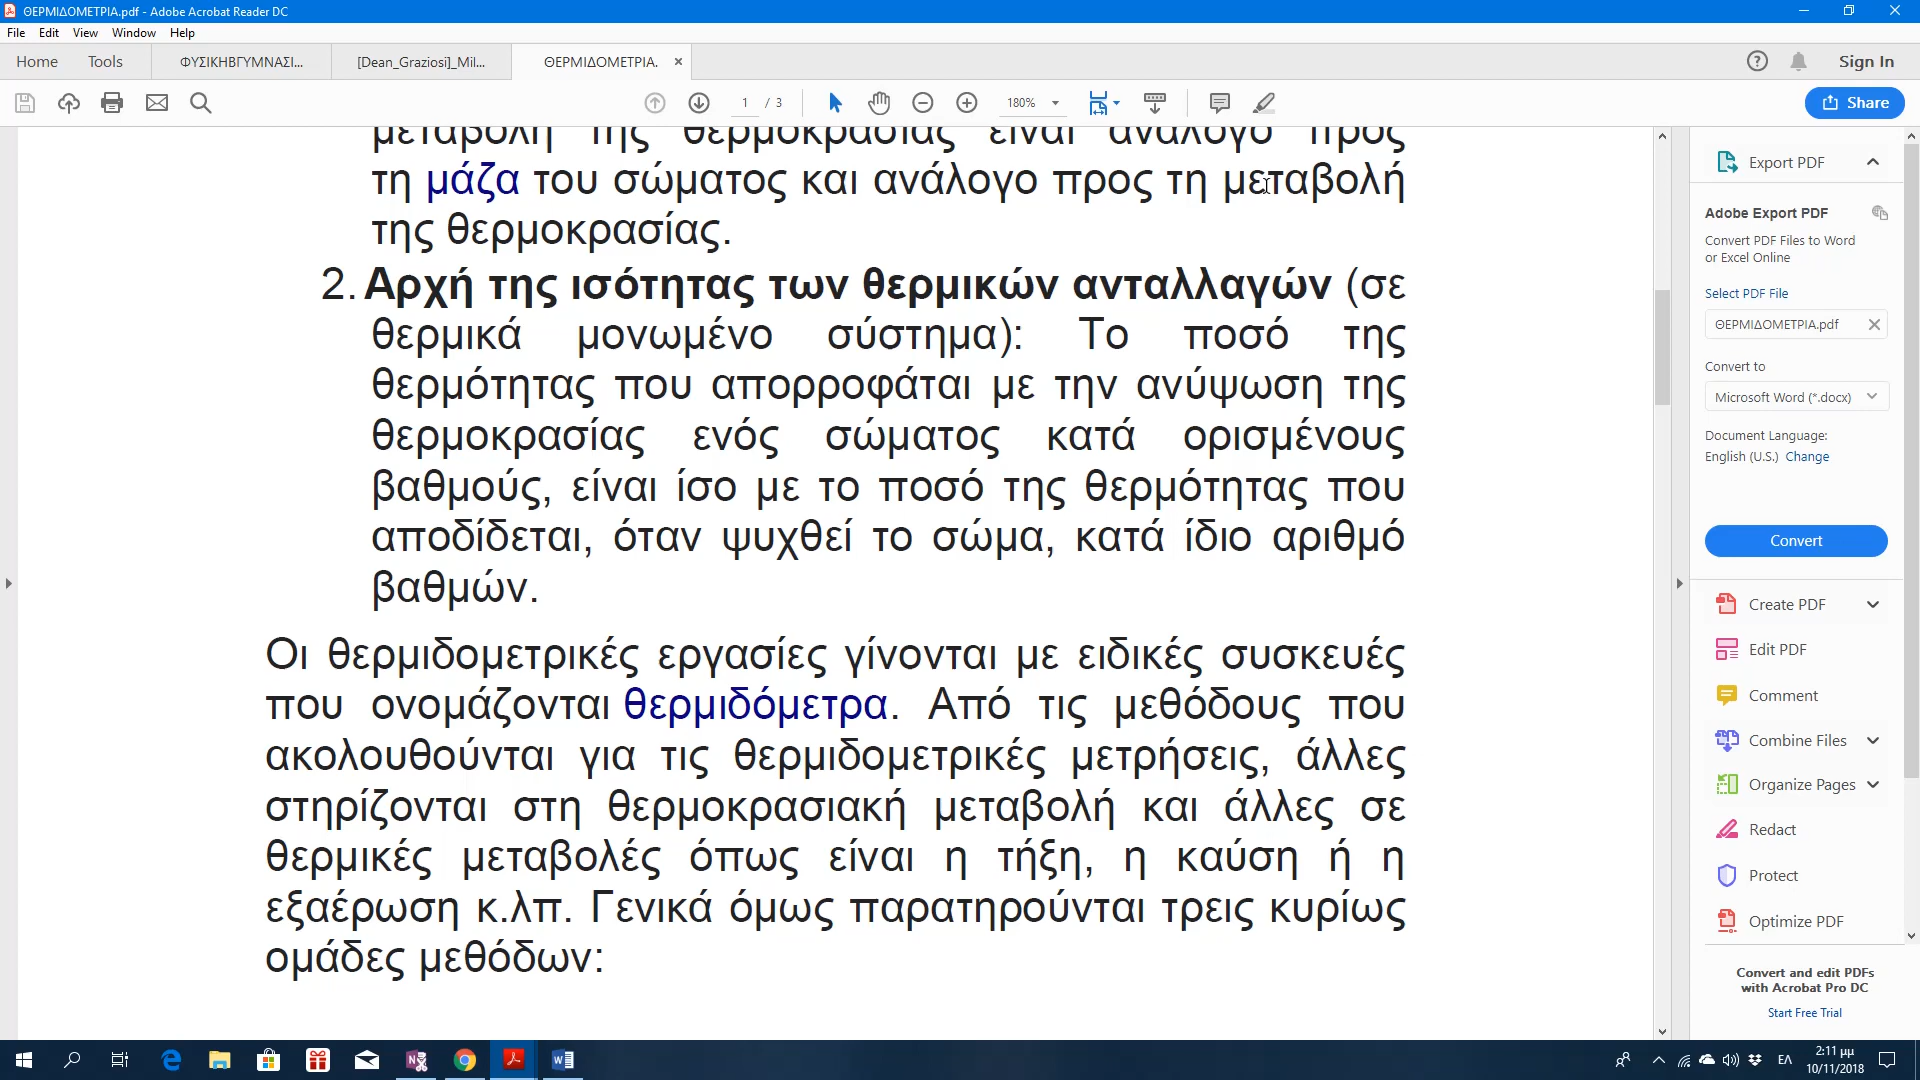 ΘΕΡΜΙΔΟΜΕΤΡΙΑ.pdf - Adobe Acrobat Reader DC
File Edit View Window Help
Home Tools ΦΥΣΙΚΗΒΓΥΜΝΑΣΙ... [Dean_Graziosi]_Mil... ΘΕΡΜΙΔΟΜΕΤΡΙΑ. Sign In
1 / 3 180% Share
μεταβολή της θερμοκρασίας είναι ανάλογο προς
τη μάζα του σώματος και ανάλογο προς τη μεταβολή
της θερμοκρασίας.
2. Αρχή της ισότητας των θερμικών ανταλλαγών (σε
θερμικά μονωμένο σύστημα): Το ποσό της
θερμότητας που απορροφάται με την ανύψωση της
θερμοκρασίας ενός σώματος κατά ορισμένους
βαθμούς, είναι ίσο με το ποσό της θερμότητας που
αποδίδεται, όταν ψυχθεί το σώμα, κατά ίδιο αριθμό
βαθμών.
Οι θερμιδομετρικές εργασίες γίνονται με ειδικές συσκευές
που ονομάζονται θερμιδόμετρα. Από τις μεθόδους που
ακολουθούνται για τις θερμιδομετρικές μετρήσεις, άλλες
στηρίζονται στη θερμοκρασιακή μεταβολή και άλλες σε
θερμικές μεταβολές όπως είναι η τήξη, η καύση ή η
εξαέρωση κ.λπ. Γενικά όμως παρατηρούνται τρεις κυρίως
ομάδες μεθόδων:
Export PDF
Adobe Export PDF
Convert PDF Files to Word
or Excel Online
Select PDF File
ΘΕΡΜΙΔΟΜΕΤΡΙΑ.pdf
Convert to
Microsoft Word (*.docx)
Document Language:
English (U.S.) Change
Convert
Create PDF
Edit PDF
Comment
Combine Files
Organize Pages
Redact
Protect
Optimize PDF
Convert and edit PDFs
with Acrobat Pro DC
Start Free Trial
ΕΛ
2:11 μμ
10/11/2018